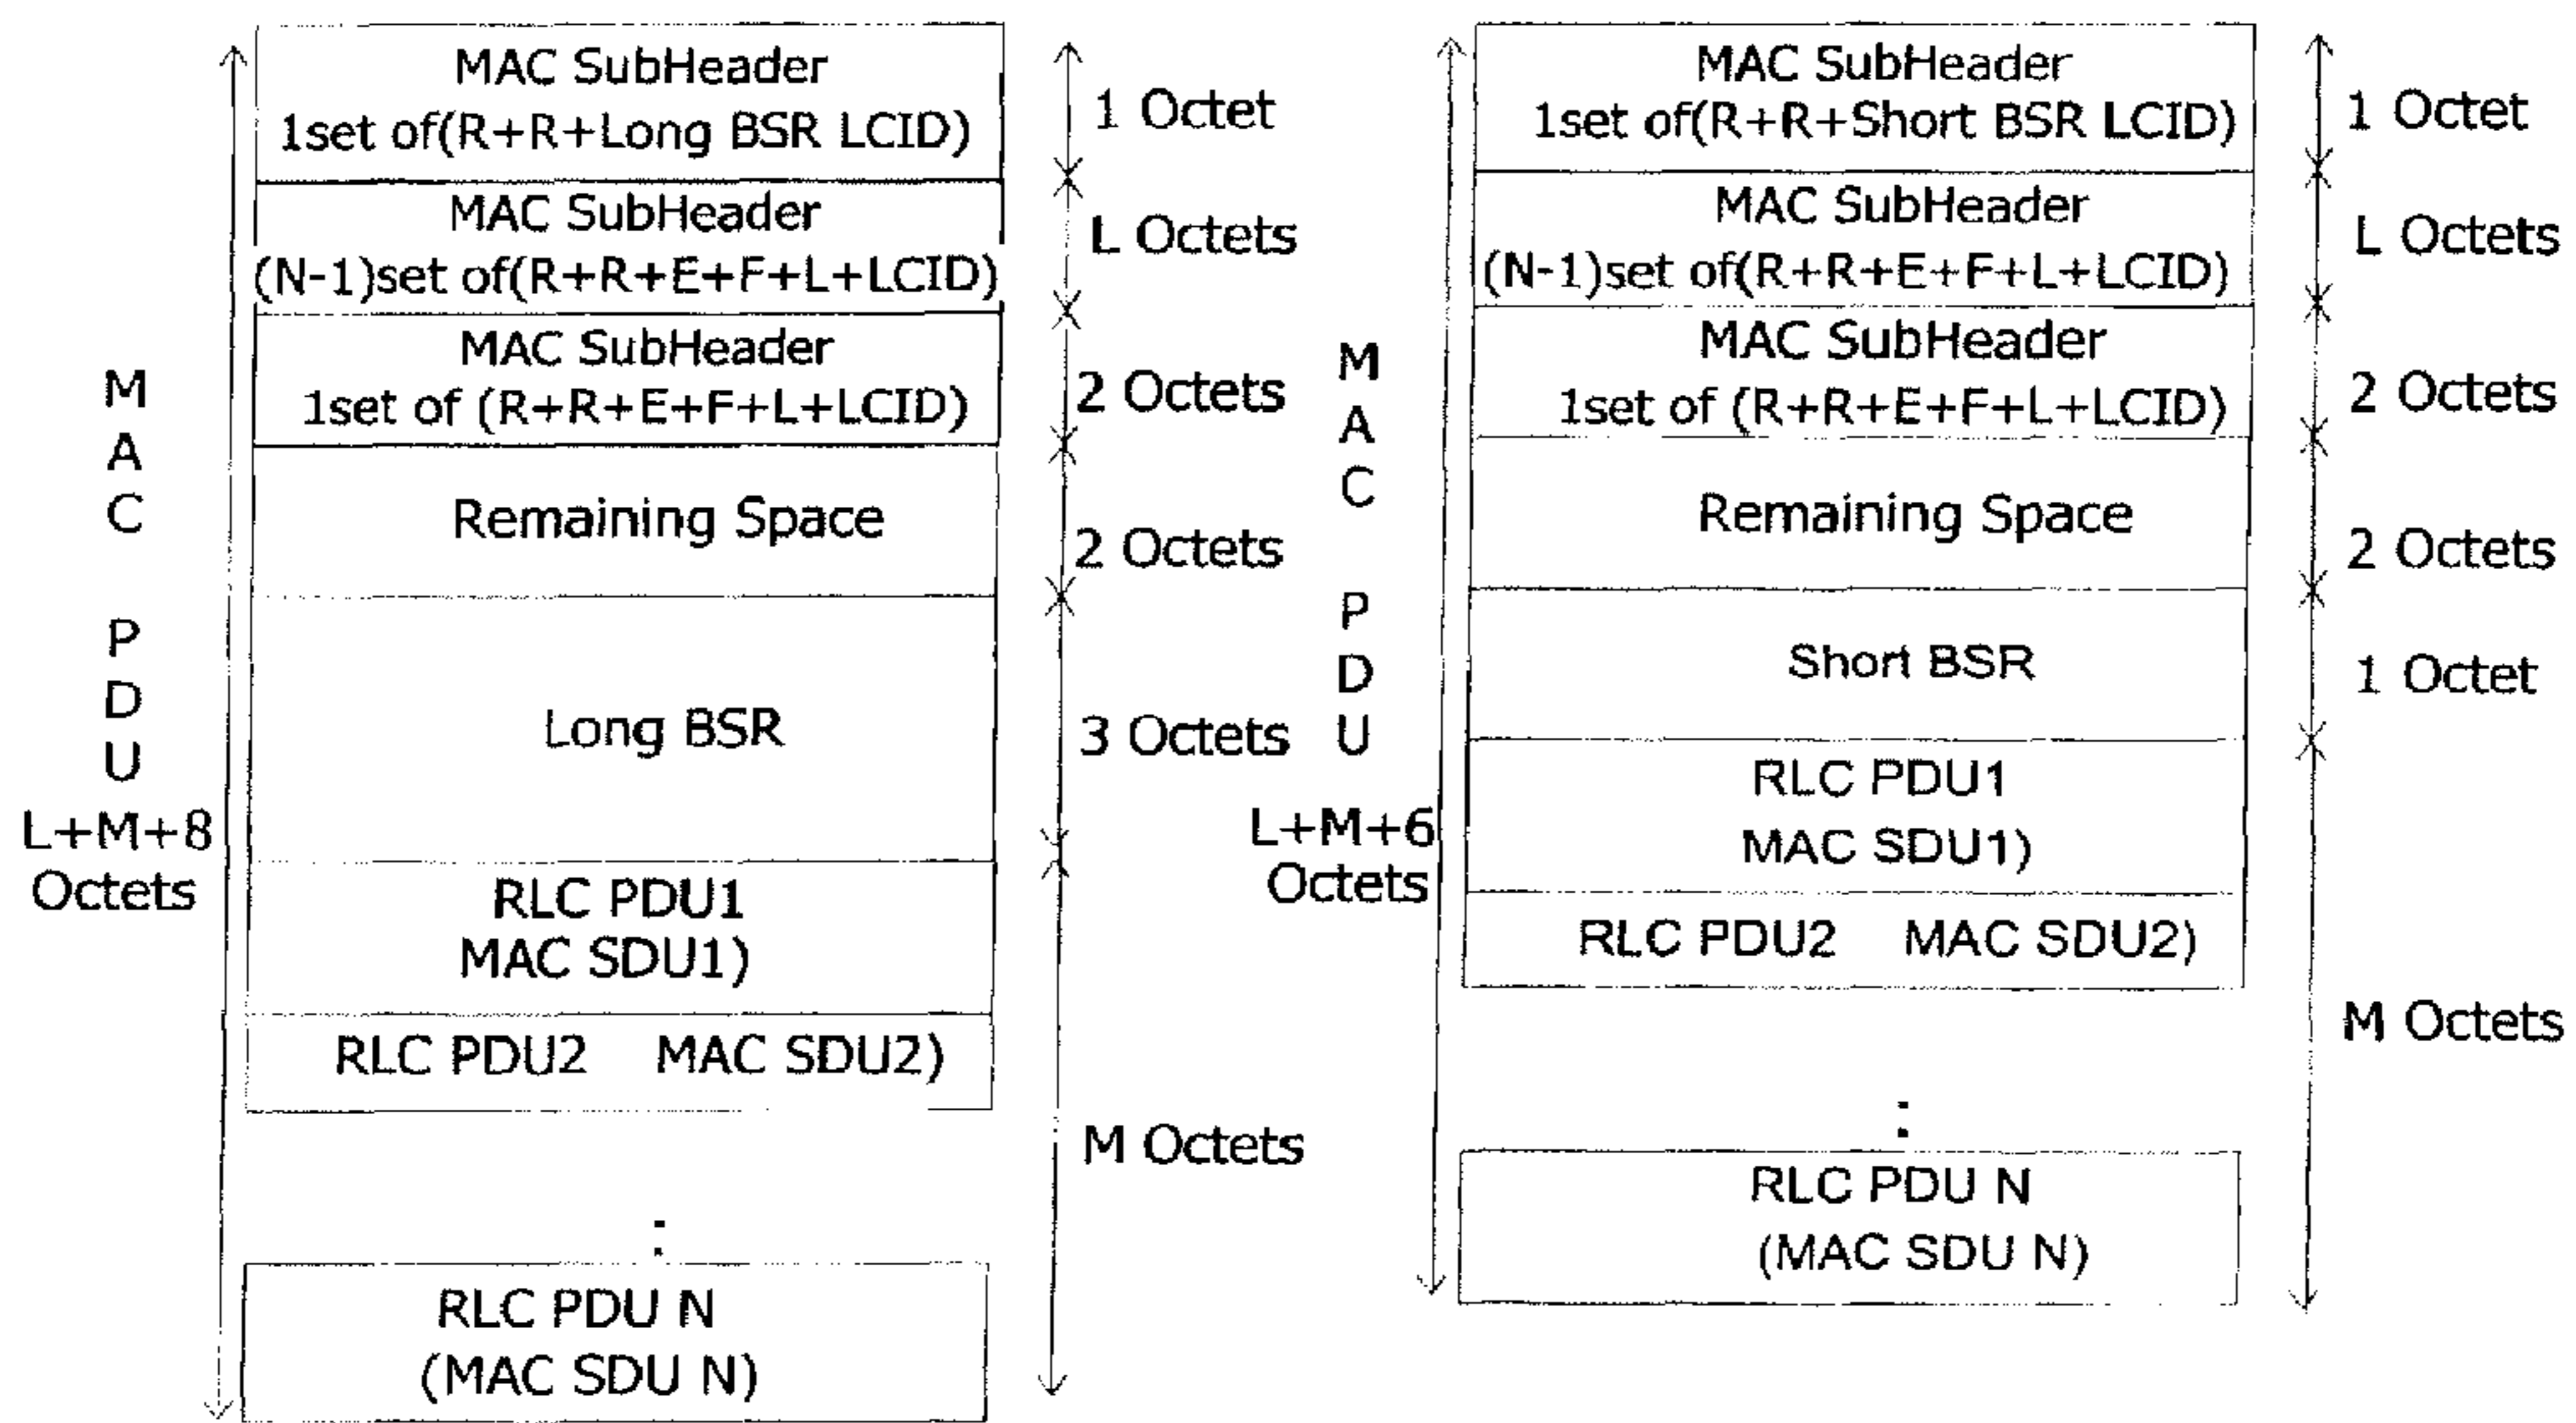 MAC SubHeader
1set of(R+R+Long BSR LCID)
MAC SubHeader
(N-1)set of(R+R+E+F+L+LCID)
MAC SubHeader
1set of (R+R+E+F+L+LCID)
Remaining Space
Long BSR
RLC PDU1
MAC SDU1)
RLC PDU2 MAC SDU2)
:
RLC PDU N
(MAC SDU N)
M
A
C
P
D
U
L+M+8
Octets
1 Octet
L Octets
2 Octets
2 Octets
3 Octets
M Octets
MAC SubHeader
1set of(R+R+Short BSR LCID)
MAC SubHeader
(N-1)set of(R+R+E+F+L+LCID)
MAC SubHeader
1set of (R+R+E+F+L+LCID)
Remaining Space
Short BSR
RLC PDU1
MAC SDU1)
RLC PDU2 MAC SDU2)
:
RLC PDU N
(MAC SDU N)
M
A
C
P
D
U
L+M+6
Octets
1 Octet
L Octets
2 Octets
2 Octets
1 Octet
M Octets